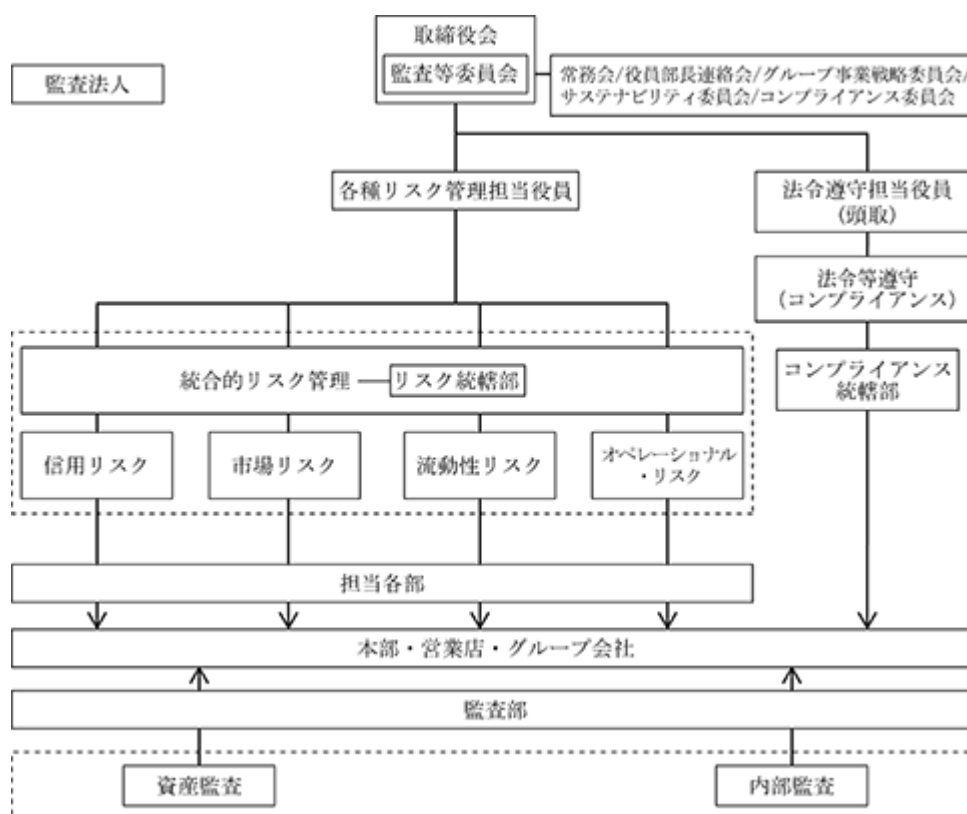 取締役会
監査等委員会
監査法人
常務会/役員部長連絡会/グループ事業戦略委員会/
サステナビリティ委員会/コンプライアンス委員会
各種リスク管理担当役員
法令遵守担当役員
(頭取)
法令等遵守
(コンプライアンス)
統合的リスク管理
リスク統轄部
コンプライアンス
統轄部
信用リスク
市場リスク
流動性リスク
オペレーショナル
・リスク
担当各部
本部・営業店・グループ会社
監査部
資産監査
内部監査